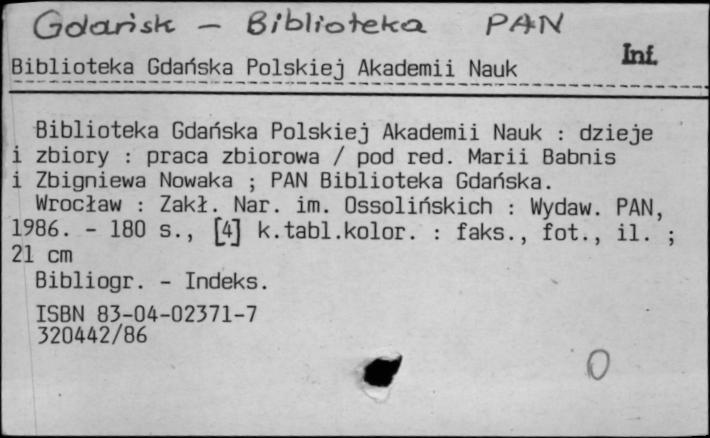 Gdańsk - Biblioteka PAN
Inf.
Biblioteka Gdańska Polskiej Akademii Nauk
Biblioteka Gdańska Polskiej Akademii Nauk : dzieje
i zbiory : praca zbiorowa / pod red. Marii Babnis
i Zbigniewa Nowaka ; PAN Biblioteka Gdańska.
Wrocław : Zakł. Nar. im. Ossolińskich : Wydaw. PAN,
1986. - 180 s., [4] k.tabl.kolor. : faks., fot., il. ;
21 cm
Bibliogr. - Indeks.
ISBN 83-04-02371-7
320442/86
0